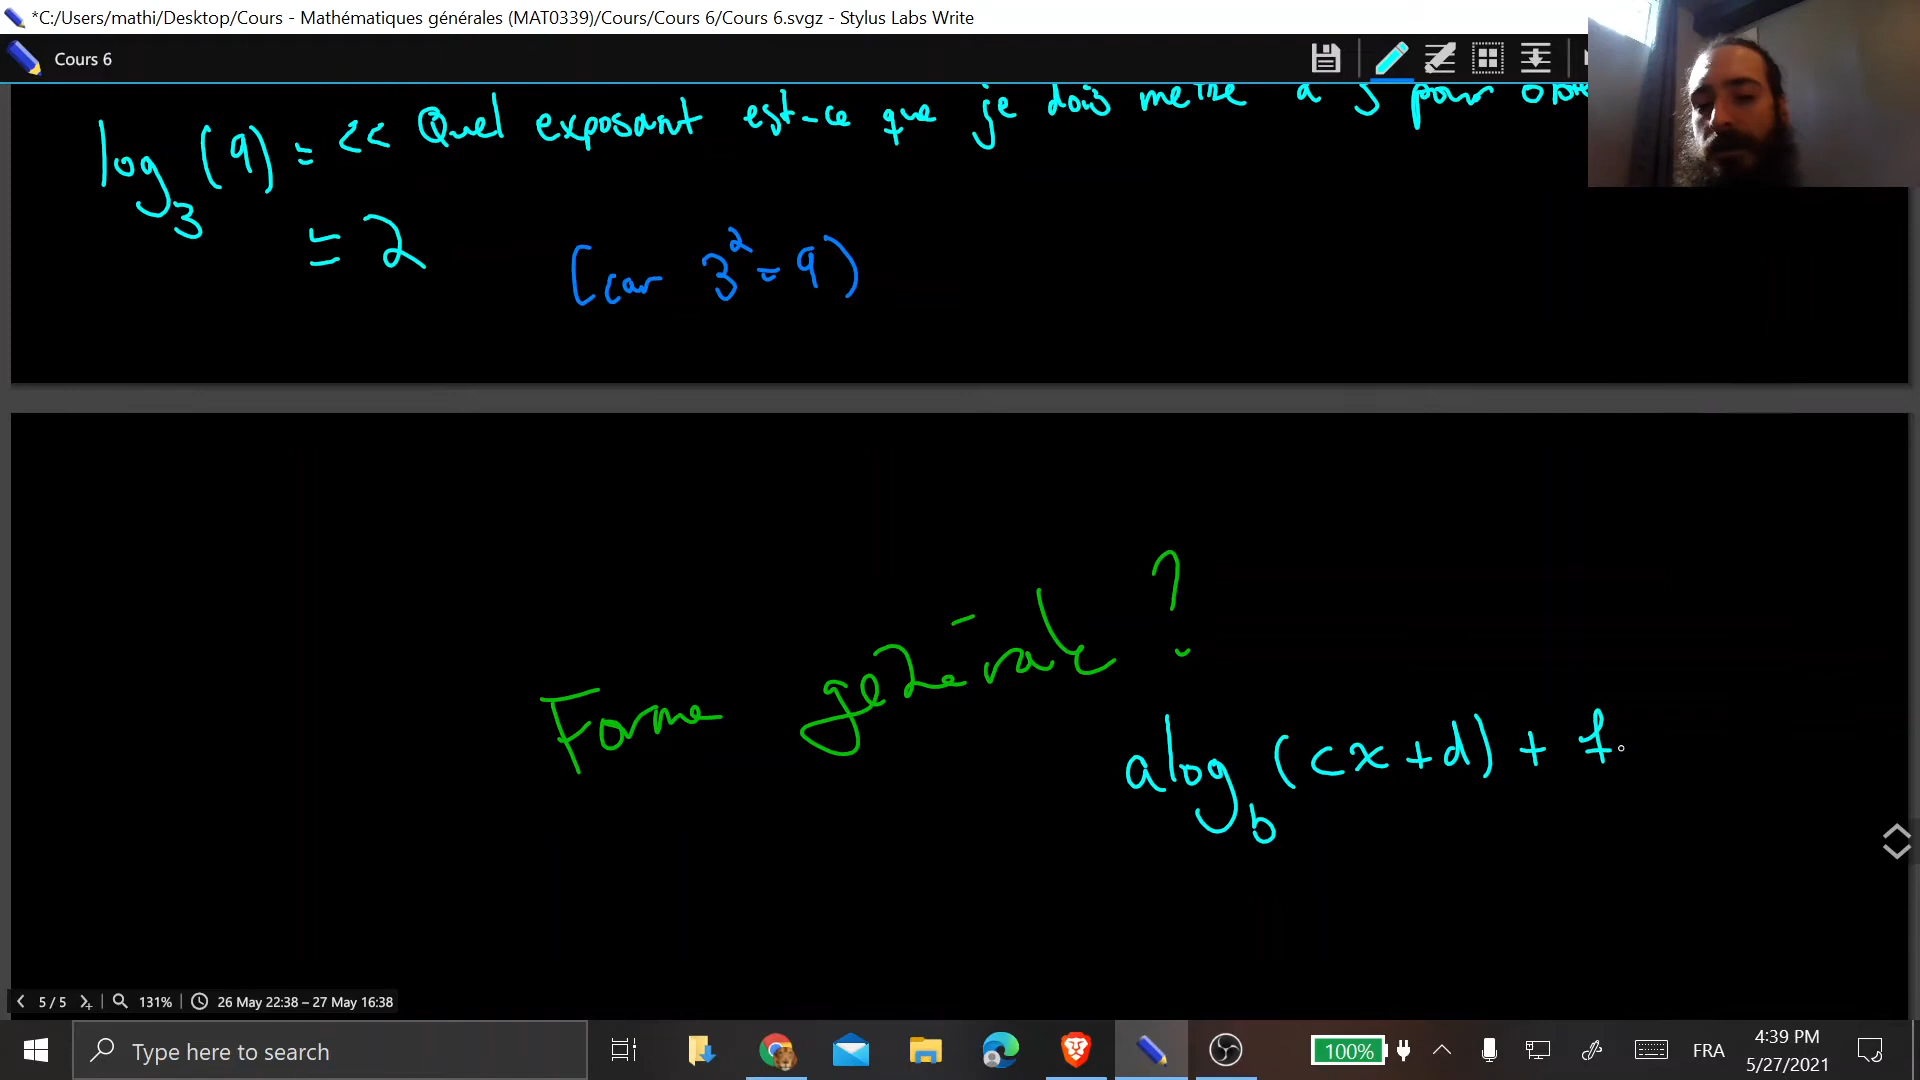 *C:/Users/mathi/Desktop/Cours - Mathématiques générales (MAT0339)/Cours/Cours 6/Cours 6.svgz - Stylus Labs Write
Cours 6
log₃(9) = << Quel exposant est-ce que je dois mettre à 3 pour
= 2 (car 3² = 9)
Forme générale ?
a log_b (cx + d) + f
5 / 5 131% 26 May 22:38 – 27 May 16:38
Type here to search
100% FRA 4:39 PM
5/27/2021